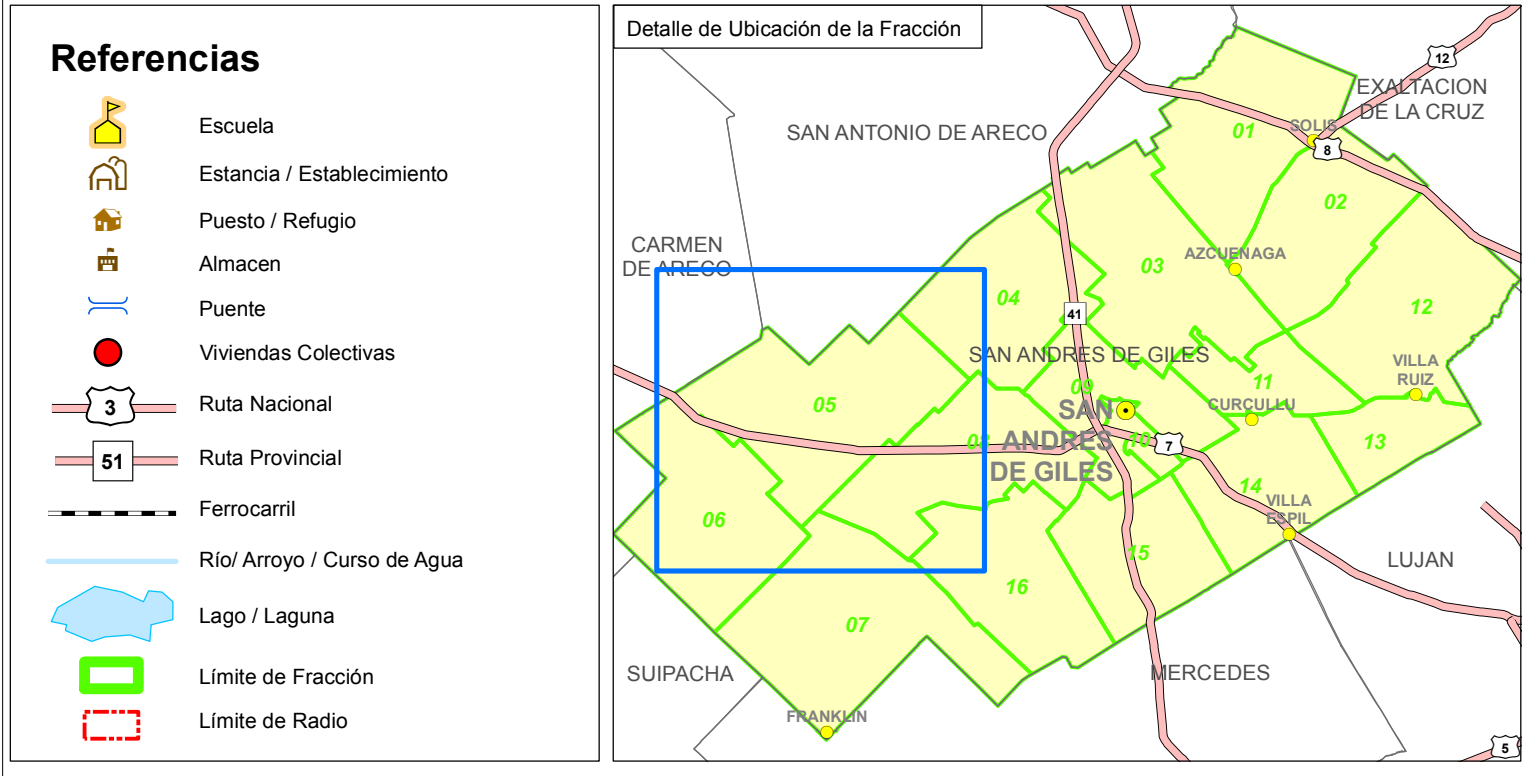 Referencias
Escuela
Estancia / Establecimiento
Puesto / Refugio
Almacen
Puente
Viviendas Colectivas
3
Ruta Nacional
51
Ruta Provincial
Ferrocarril
Río/ Arroyo / Curso de Agua
Lago / Laguna
Límite de Fracción
Límite de Radio
Detalle de Ubicación de la Fracción
12
EXALTACION
DE LA CRUZ
SAN ANTONIO DE ARECO
01
SOLIS
8
02
CARMEN
DE ARECO
03
AZCUENAGA
04
12
41
SAN ANDRES DE GILES
VILLA
RUIZ
11
09
05
CURCULLU
SAN
ANDRES
DE GILES
08
10
7
13
14
VILLA
ESPIL
06
15
LUJAN
16
07
SUIPACHA
MERCEDES
FRANKLIN
5